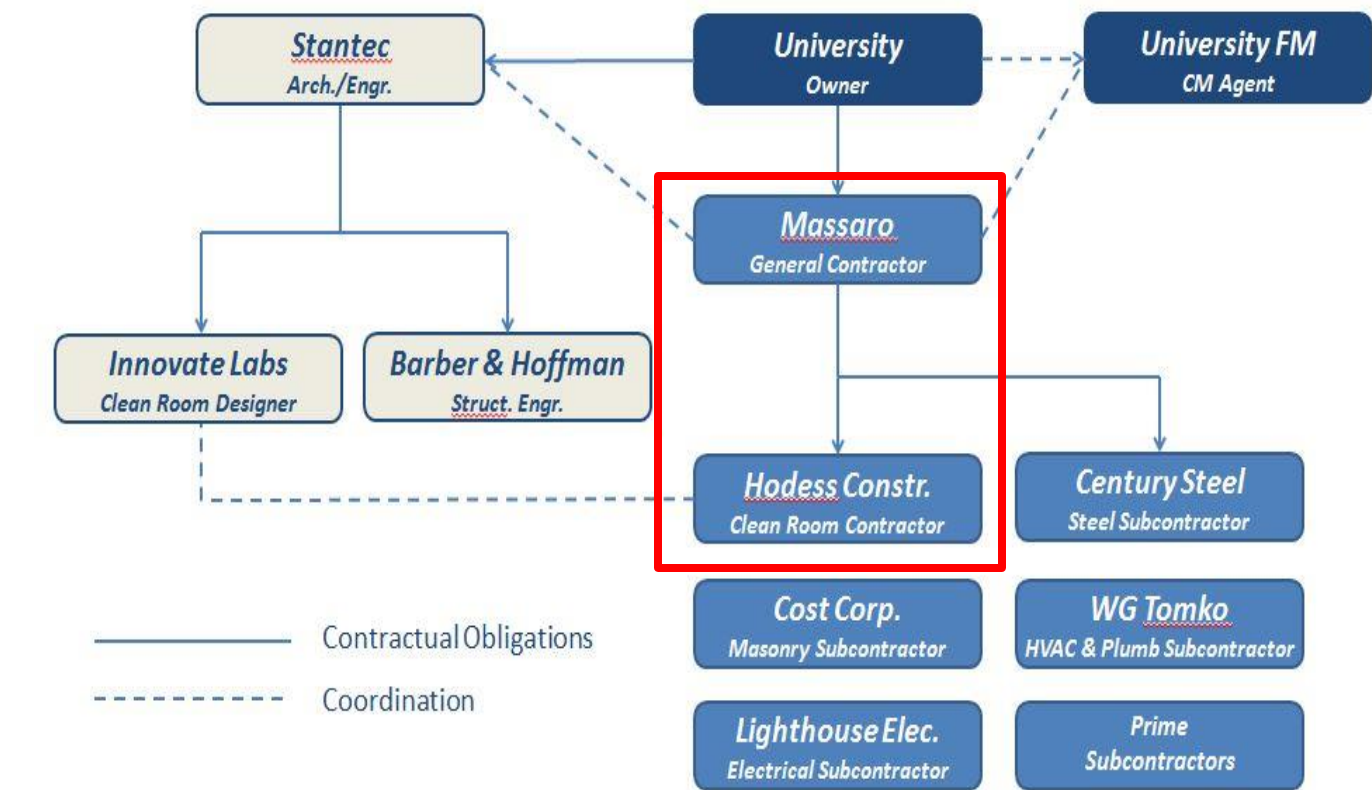 Stantec
Arch./Engr.
University
Owner
University FM
CM Agent
Massaro
General Contractor
Innovate Labs
Clean Room Designer
Barber & Hoffman
Struct. Engr.
Hodess Constr.
Clean Room Contractor
Century Steel
Steel Subcontractor
Cost Corp.
Masonry Subcontractor
WG Tomko
HVAC & Plumb Subcontractor
Lighthouse Elec.
Electrical Subcontractor
Prime
Subcontractors
Contractual Obligations
Coordination